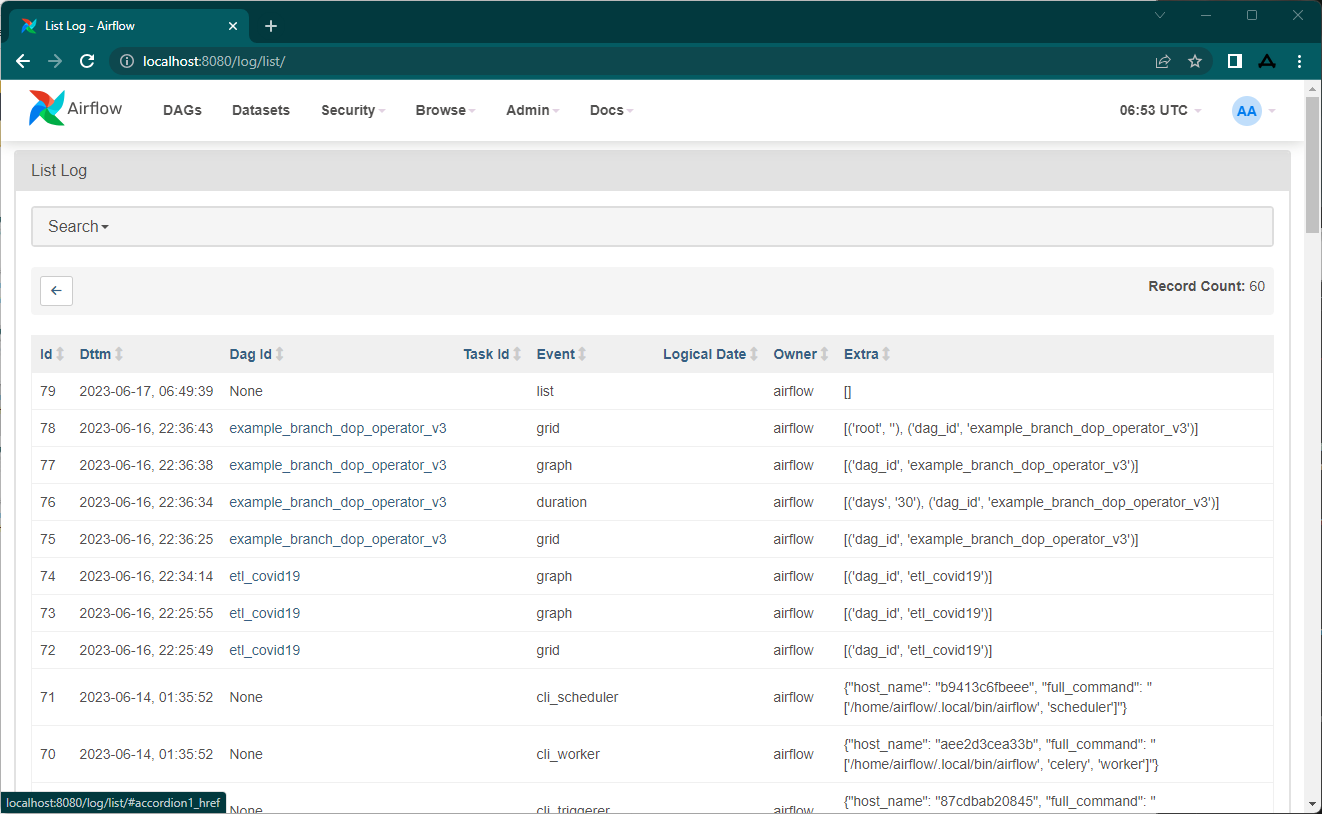 List Log - Airflow
localhost:8080/log/list/
Airflow DAGs Datasets Security Browse Admin Docs 06:53 UTC AA
List Log
Search
Record Count: 60
Id Dttm Dag Id Task Id Event Logical Date Owner Extra
79 2023-06-17, 06:49:39 None list airflow []
78 2023-06-16, 22:36:43 example_branch_dop_operator_v3 grid airflow [('root', ''), ('dag_id', 'example_branch_dop_operator_v3')]
77 2023-06-16, 22:36:38 example_branch_dop_operator_v3 graph airflow [('dag_id', 'example_branch_dop_operator_v3')]
76 2023-06-16, 22:36:34 example_branch_dop_operator_v3 duration airflow [('days', '30'), ('dag_id', 'example_branch_dop_operator_v3')]
75 2023-06-16, 22:36:25 example_branch_dop_operator_v3 grid airflow [('dag_id', 'example_branch_dop_operator_v3')]
74 2023-06-16, 22:34:14 etl_covid19 graph airflow [('dag_id', 'etl_covid19')]
73 2023-06-16, 22:25:55 etl_covid19 graph airflow [('dag_id', 'etl_covid19')]
72 2023-06-16, 22:25:49 etl_covid19 grid airflow [('dag_id', 'etl_covid19')]
71 2023-06-14, 01:35:52 None cli_scheduler airflow {"host_name": "b9413c6fbeee", "full_command": "
['/home/airflow/.local/bin/airflow', 'scheduler']"}
70 2023-06-14, 01:35:52 None cli_worker airflow {"host_name": "aee2d3cea33b", "full_command": "
['/home/airflow/.local/bin/airflow', 'celery', 'worker']"}
{"host_name": "87cdbab20845", "full_command": "
None cli_triggerer airflow
localhost:8080/log/list/#accordion1_href